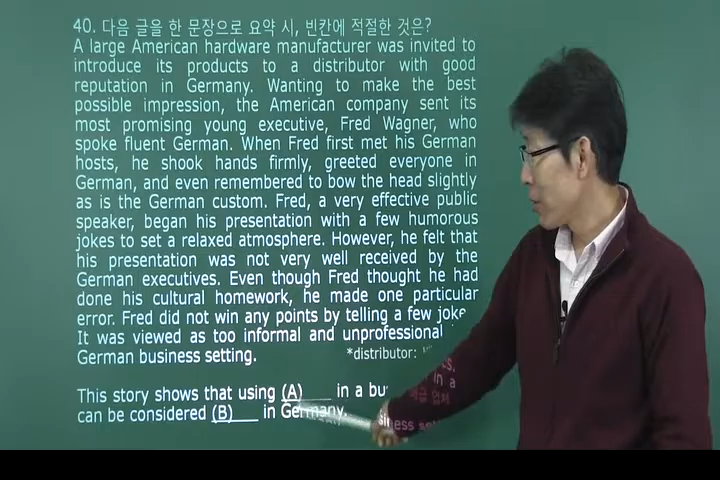 40. 다음 글을 한 문장으로 요약 시, 빈칸에 적절한 것은?
A large American hardware manufacturer was invited to
introduce its products to a distributor with good
reputation in Germany. Wanting to make the best
possible impression, the American company sent its
most promising young executive, Fred Wagner, who
spoke fluent German. When Fred first met his German
hosts, he shook hands firmly, greeted everyone in
German, and even remembered to bow the head slightly
as is the German custom. Fred, a very effective public
speaker, began his presentation with a few humorous
jokes to set a relaxed atmosphere. However, he felt that
his presentation was not very well received by the
German executives. Even though Fred thought he had
done his cultural homework, he made one particular
error. Fred did not win any points by telling a few joke
It was viewed as too informal and unprofessional
German business setting.
*distributor:
This story shows that using (A)____ in a bu
can be considered (B)____ in Germany.